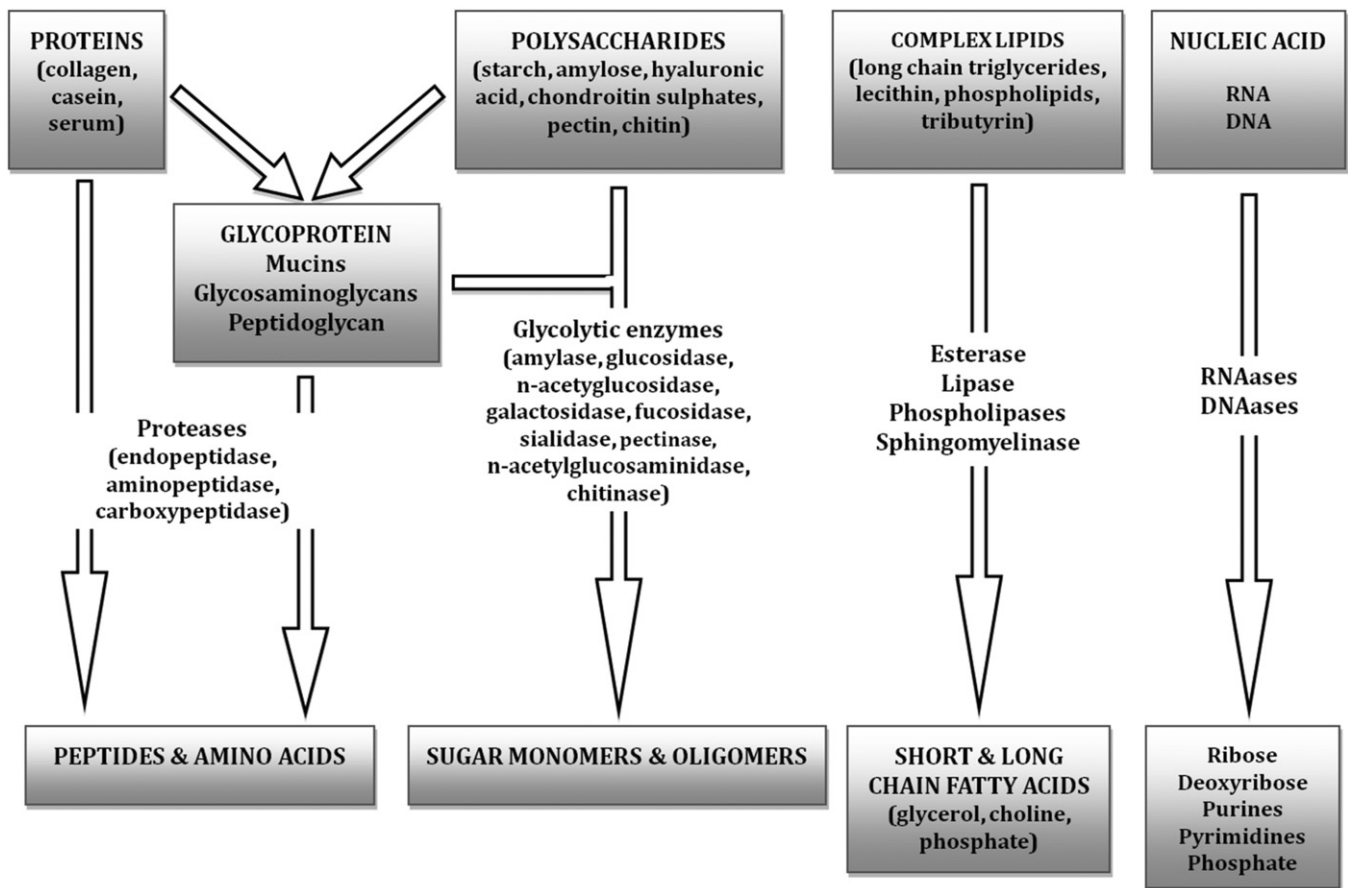 PROTEINS
(collagen,
casein,
serum)
POLYSACCHARIDES
(starch, amylose, hyaluronic
acid, chondroitin sulphates,
pectin, chitin)
COMPLEX LIPIDS
(long chain triglycerides,
lecithin, phospholipids,
tributyrin)
NUCLEIC ACID
RNA
DNA
GLYCOPROTEIN
Mucins
Glycosaminoglycans
Peptidoglycan
Proteases
(endopeptidase,
aminopeptidase,
carboxypeptidase)
Glycolytic enzymes
(amylase, glucosidase,
n-acetyglucosidase,
galactosidase, fucosidase,
sialidase, pectinase,
n-acetylglucosaminidase,
chitinase)
Esterase
Lipase
Phospholipases
Sphingomyelinase
RNAases
DNAases
PEPTIDES & AMINO ACIDS
SUGAR MONOMERS & OLIGOMERS
SHORT & LONG
CHAIN FATTY ACIDS
(glycerol, choline,
phosphate)
Ribose
Deoxyribose
Purines
Pyrimidines
Phosphate